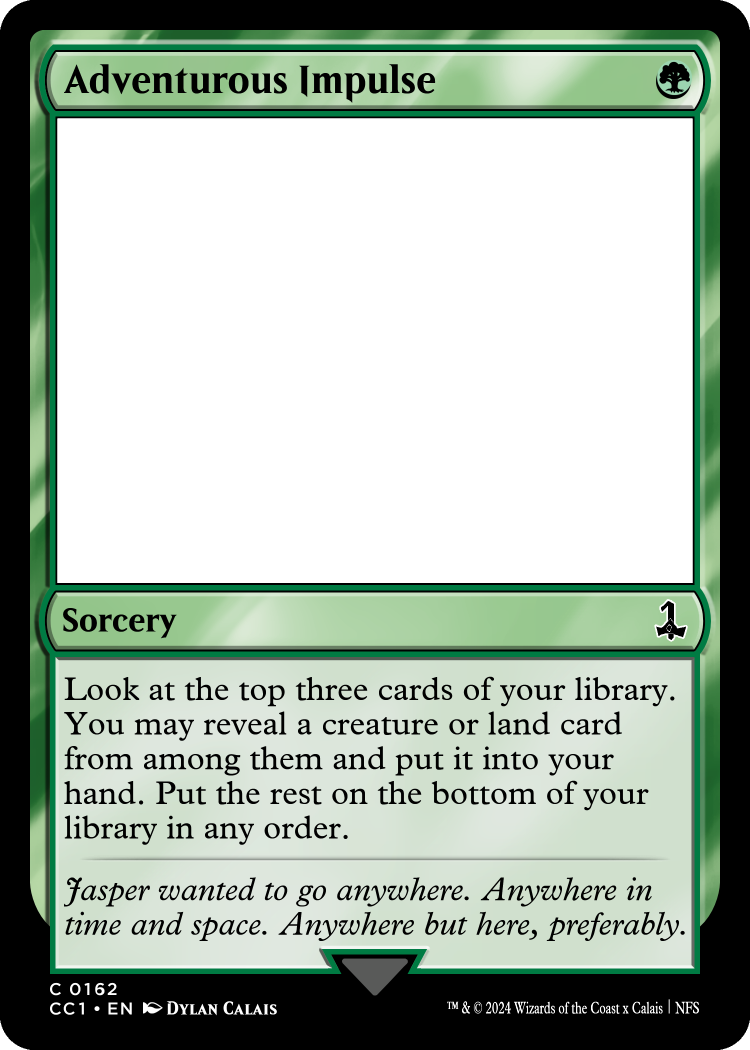 Adventurous Impulse
Sorcery
Look at the top three cards of your library.
You may reveal a creature or land card
from among them and put it into your
hand. Put the rest on the bottom of your
library in any order.
Jasper wanted to go anywhere. Anywhere in
time and space. Anywhere but here, preferably.
C 0162
CC1 • EN Dylan Calais
™ & © 2024 Wizards of the Coast x Calais | NFS